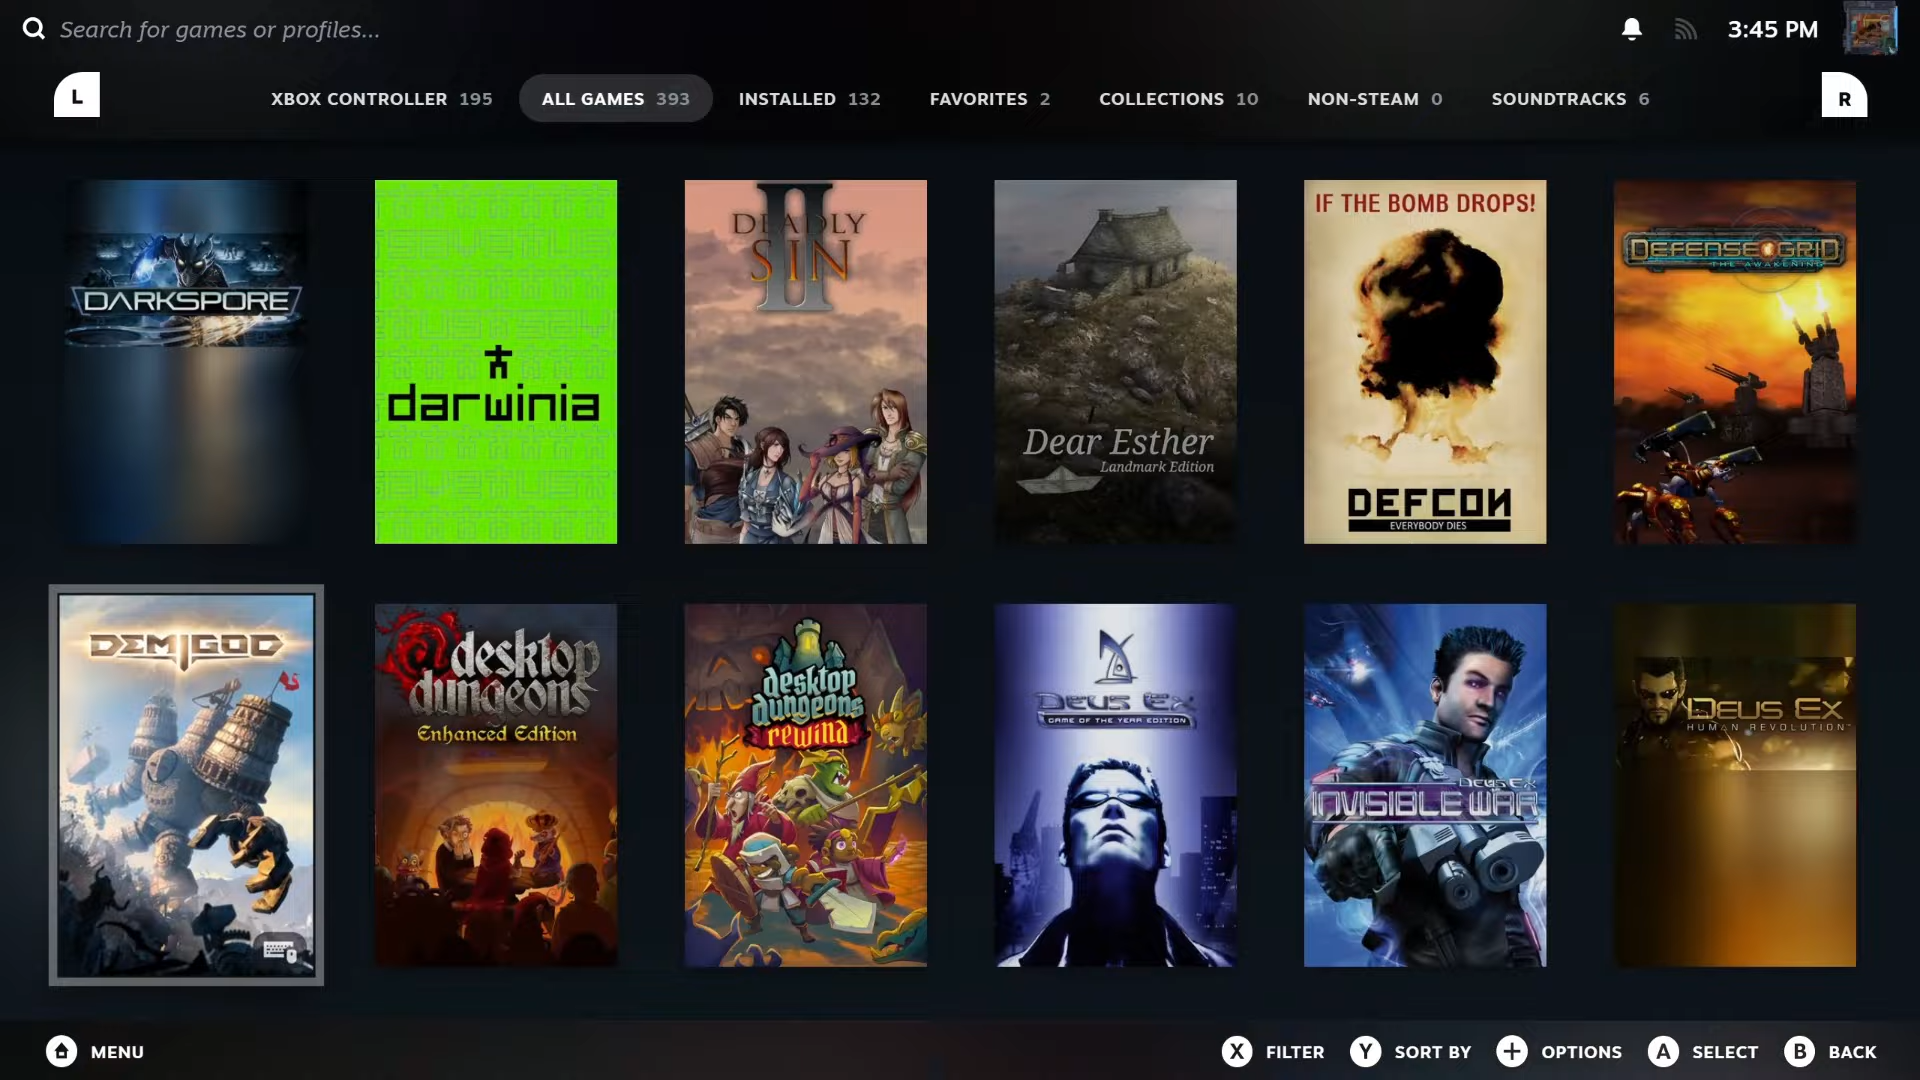 Search for games or profiles...
3:45 PM
L
XBOX CONTROLLER 195
ALL GAMES 393
INSTALLED 132
FAVORITES 2
COLLECTIONS 10
NON-STEAM 0
SOUNDTRACKS 6
R
DARKSPORE
darwinia
DEADLY
SIN
II
Dear Esther
Landmark Edition
IF THE BOMB DROPS!
DEFCON
EVERYBODY DIES
DEFENSE GRID
THE AWAKENING
DEMIGOD
desktop
dungeons
Enhanced Edition
desktop
dungeons
rewind
DEUS EX
GAME OF THE YEAR EDITION
DEUS EX
INVISIBLE WAR
DEUS EX
HUMAN REVOLUTION
MENU
X FILTER
Y SORT BY
+ OPTIONS
A SELECT
B BACK